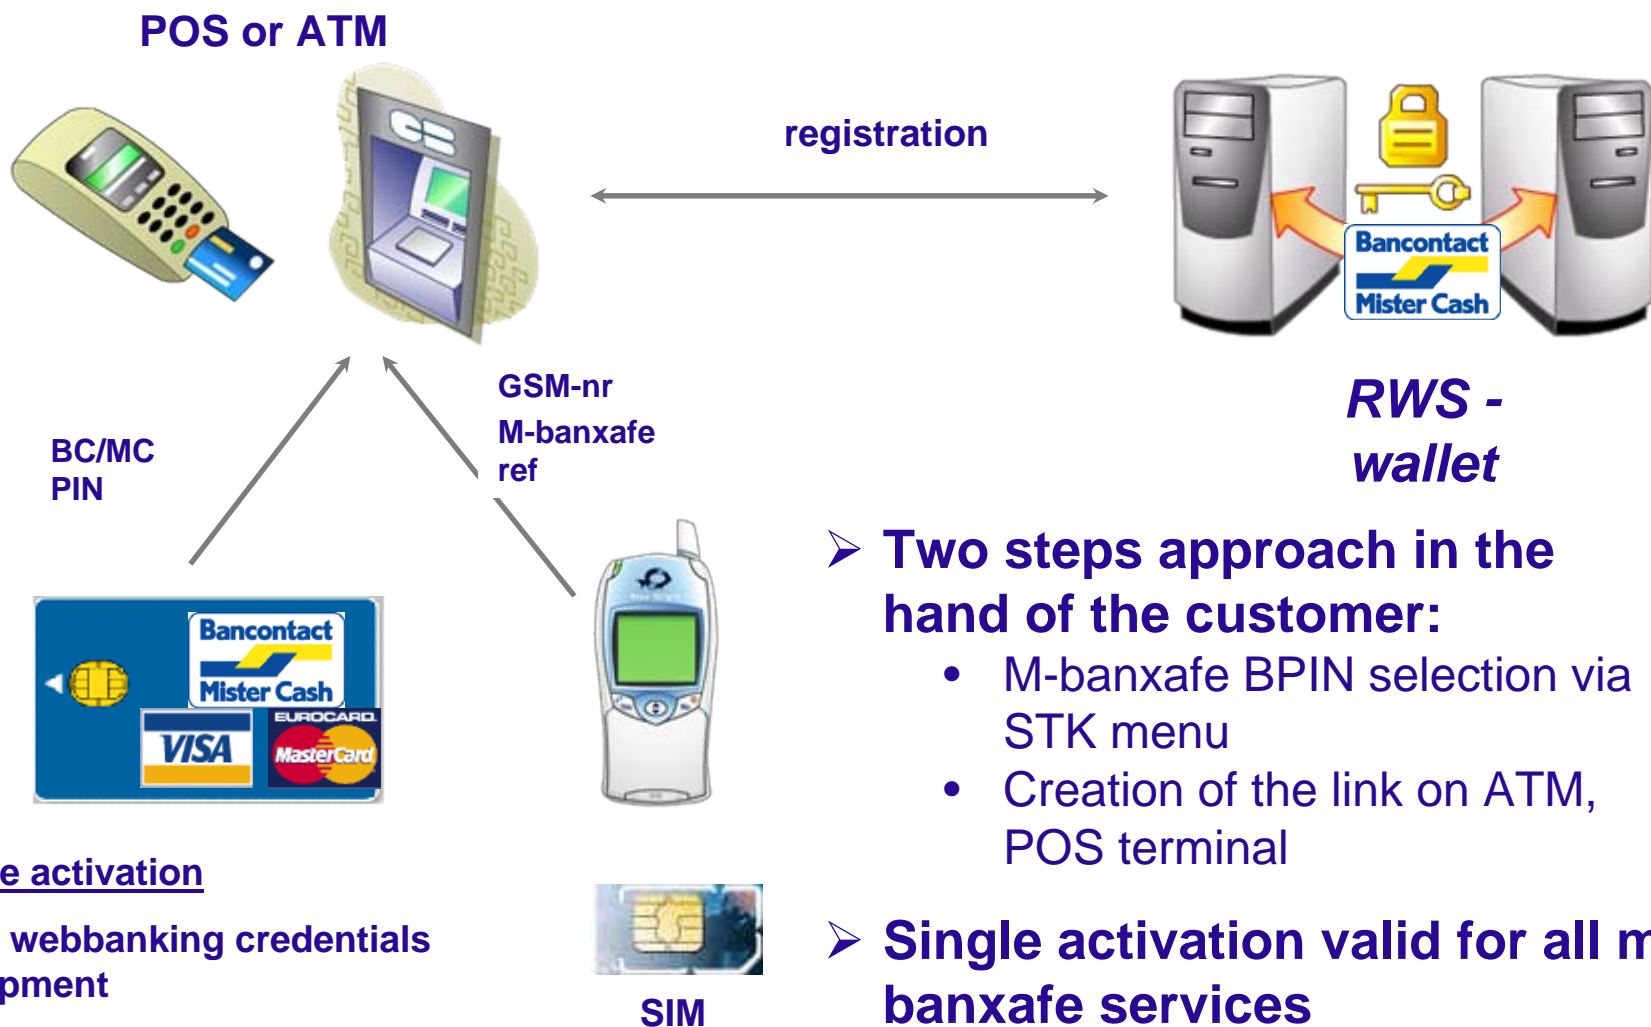 POS or ATM
registration
Bancontact
Mister Cash
GSM-nr
M-banxafe
ref
BC/MC
PIN
RWS -
wallet
Bancontact
Mister Cash
VISA
EUROCARD
MasterCard
➢ Two steps approach in the
hand of the customer:
• M-banxafe BPIN selection via
STK menu
• Creation of the link on ATM,
POS terminal
e activation
webbanking credentials
pment
SIM
➢ Single activation valid for all m
banxafe services